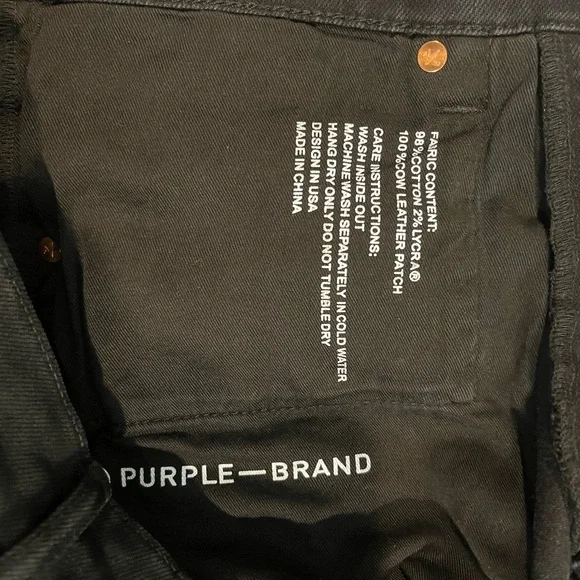 FAIRIC CONTENT:
98%COTTON 2% LYCRA®
100%COW LEATHER PATCH
CARE INSTRUCTIONS:
WASH INSIDE OUT
MACHINE WASH SEPARATELY IN COLD WATER
HANG DRY ONLY DO NOT TUMBLE DRY
DESIGN IN USA
MADE IN CHINA
PURPLE—BRAND